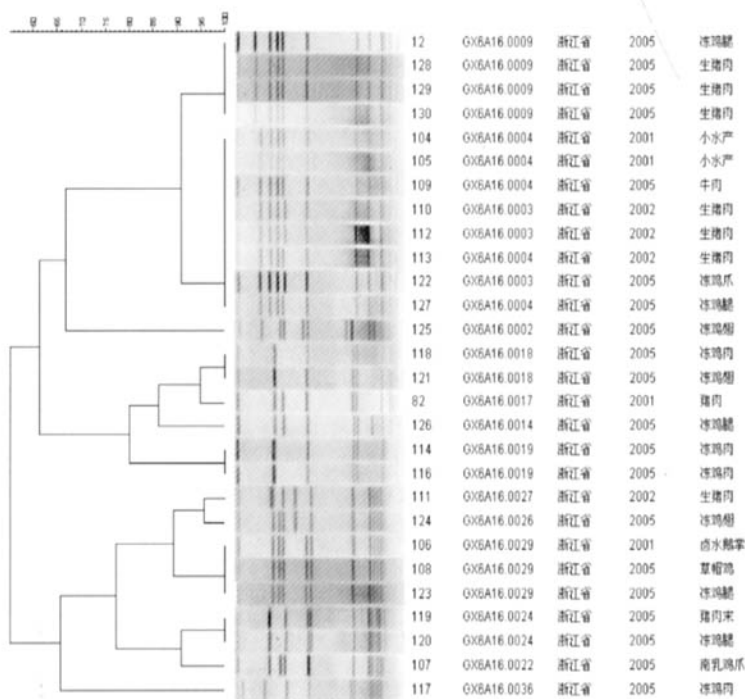 60 65 70 75 80 85 90 95 100
12 GX6A16.0009 浙江省 2005 冻鸡腿
128 GX6A16.0009 浙江省 2005 生猪肉
129 GX6A16.0009 浙江省 2005 生猪肉
130 GX6A16.0009 浙江省 2005 生猪肉
104 GX6A16.0004 浙江省 2001 小水产
105 GX6A16.0004 浙江省 2001 小水产
109 GX6A16.0004 浙江省 2005 牛肉
110 GX6A16.0003 浙江省 2002 生猪肉
112 GX6A16.0003 浙江省 2002 生猪肉
113 GX6A16.0004 浙江省 2002 生猪肉
122 GX6A16.0003 浙江省 2005 冻鸡爪
127 GX6A16.0004 浙江省 2005 冻鸡腿
125 GX6A16.0002 浙江省 2005 冻鸡翅
118 GX6A16.0018 浙江省 2005 冻鸡肉
121 GX6A16.0018 浙江省 2005 冻鸡翅
82 GX6A16.0017 浙江省 2001 猪肉
126 GX6A16.0014 浙江省 2005 冻鸡腿
114 GX6A16.0019 浙江省 2005 冻鸡肉
116 GX6A16.0019 浙江省 2005 冻鸡肉
111 GX6A16.0027 浙江省 2002 生猪肉
124 GX6A16.0026 浙江省 2005 冻鸡翅
106 GX6A16.0029 浙江省 2001 卤水鹅掌
108 GX6A16.0029 浙江省 2005 草帽鸡
123 GX6A16.0029 浙江省 2005 冻鸡腿
119 GX6A16.0024 浙江省 2005 猪肉末
120 GX6A16.0024 浙江省 2005 冻鸡腿
107 GX6A16.0022 浙江省 2005 南乳鸡爪
117 GX6A16.0036 浙江省 2005 冻鸡肉